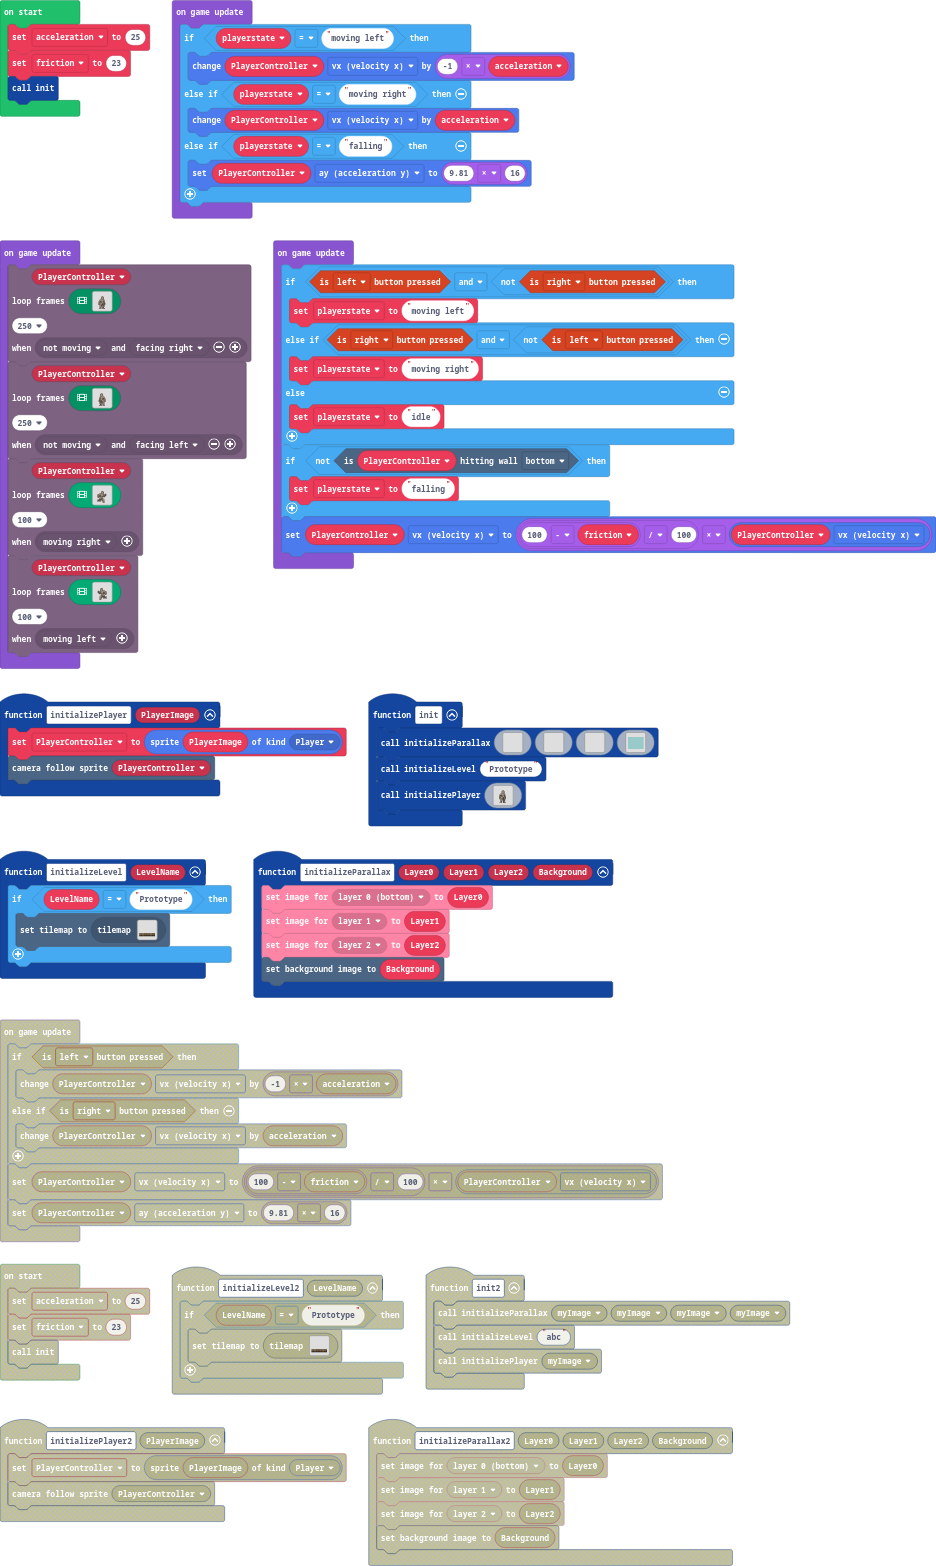 on start
set acceleration to 25
set friction to 23
call init
on game update
if playerstate = "moving left" then
change PlayerController vx (velocity x) by -1 × acceleration
else if playerstate = "moving right" then
change PlayerController vx (velocity x) by acceleration
else if playerstate = "falling" then
set PlayerController ay (acceleration y) to 9.81 × 16
on game update
PlayerController
loop frames
250
when not moving and facing right
PlayerController
loop frames
250
when not moving and facing left
PlayerController
loop frames
100
when moving right
PlayerController
loop frames
100
when moving left
on game update
if is left button pressed and not is right button pressed then
set playerstate to "moving left"
else if is right button pressed and not is left button pressed then
set playerstate to "moving right"
else
set playerstate to "idle"
if not is PlayerController hitting wall bottom then
set playerstate to "falling"
set PlayerController vx (velocity x) to 100 - friction / 100 × PlayerController vx (velocity x)
function initializePlayer PlayerImage
set PlayerController to sprite PlayerImage of kind Player
camera follow sprite PlayerController
function init
call initializeParallax
call initializeLevel "Prototype"
call initializePlayer
function initializeLevel LevelName
if LevelName = "Prototype" then
set tilemap to tilemap
function initializeParallax Layer0 Layer1 Layer2 Background
set image for layer 0 (bottom) to Layer0
set image for layer 1 to Layer1
set image for layer 2 to Layer2
set background image to Background
on game update
if is left button pressed then
change PlayerController vx (velocity x) by -1 × acceleration
else if is right button pressed then
change PlayerController vx (velocity x) by acceleration
set PlayerController vx (velocity x) to 100 - friction / 100 × PlayerController vx (velocity x)
set PlayerController ay (acceleration y) to 9.81 × 16
on start
set acceleration to 25
set friction to 23
call init
function initializeLevel2 LevelName
if LevelName = "Prototype" then
set tilemap to tilemap
function init2
call initializeParallax myImage myImage myImage myImage
call initializeLevel "abc"
call initializePlayer myImage
function initializePlayer2 PlayerImage
set PlayerController to sprite PlayerImage of kind Player
camera follow sprite PlayerController
function initializeParallax2 Layer0 Layer1 Layer2 Background
set image for layer 0 (bottom) to Layer0
set image for layer 1 to Layer1
set image for layer 2 to Layer2
set background image to Background